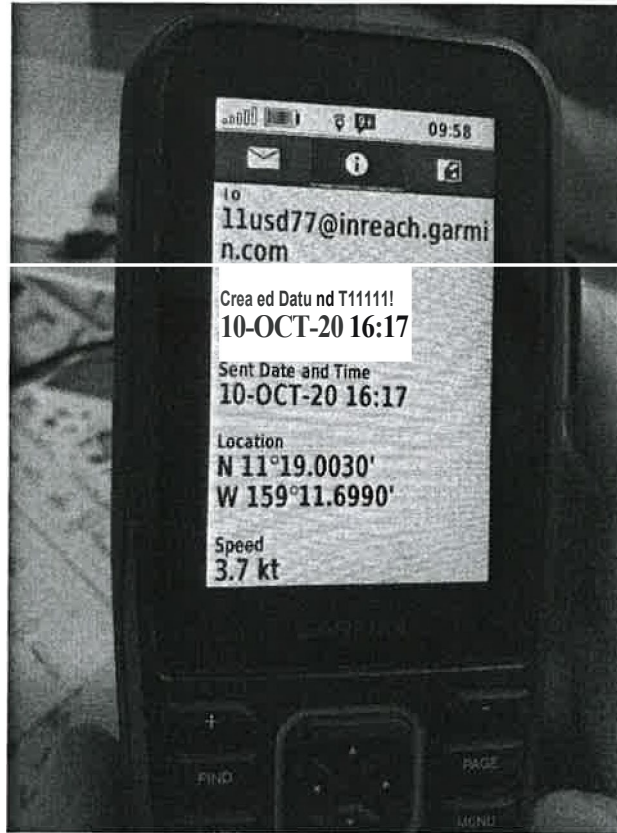 09:58
To
11usd77@inreach.garmi
n.com
Crea ed Datu nd T11111!
10-OCT-20 16:17
Sent Date and Time
10-OCT-20 16:17
Location
N 11°19.0030'
W 159°11.6990'
Speed
3.7 kt
GARMIN
FIND
PAGE
MENU